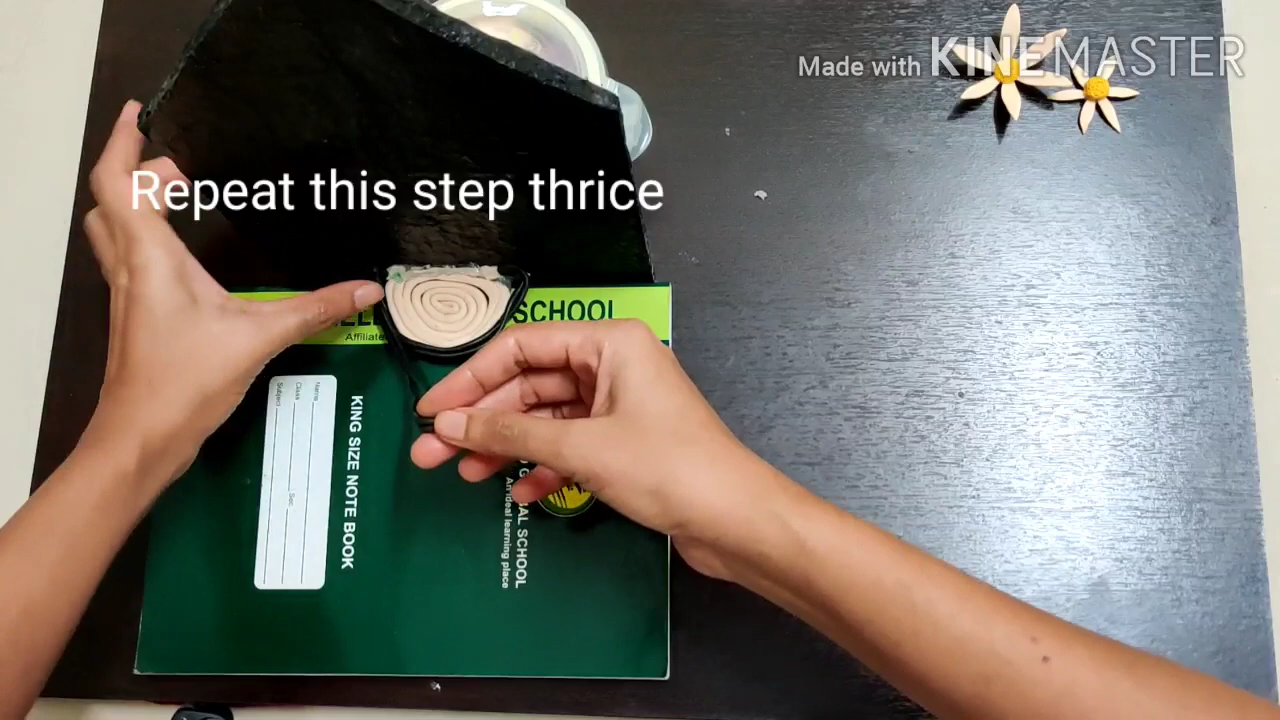 Made with KINEMASTER
Repeat this step thrice
SCHOOL
Affiliate
Name
Class
Sec.
Subject
KING SIZE NOTE BOOK
AL SCHOOL
An ideal learning place